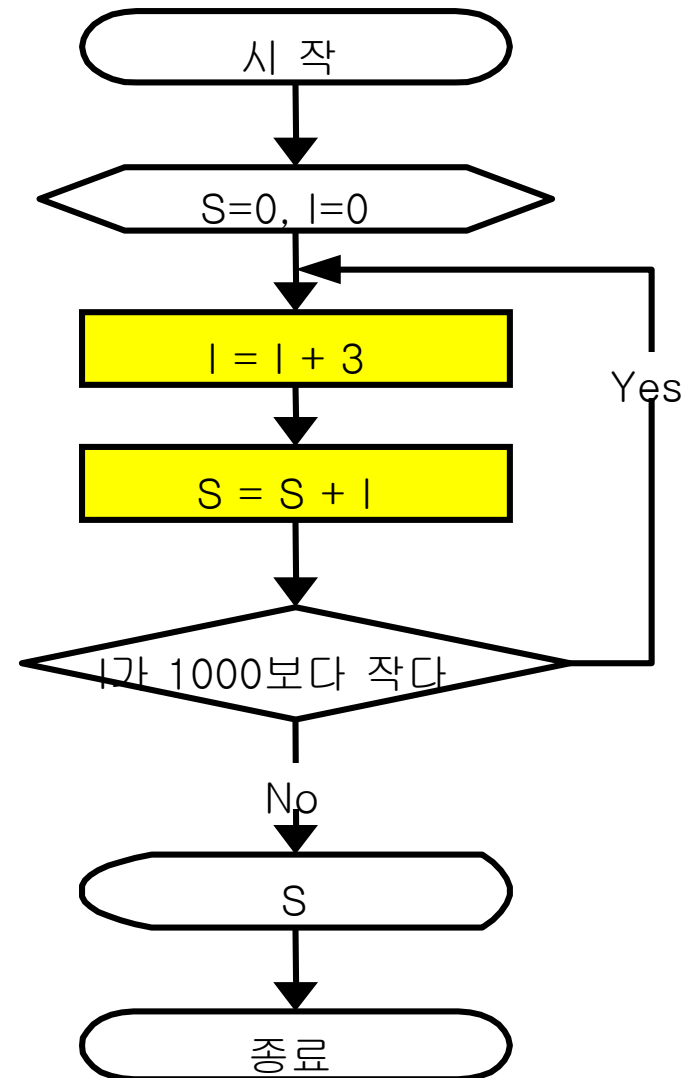 시 작
S=0, I=0
I = I + 3
Yes
S = S + I
I가 1000보다 작다
No
S
종료